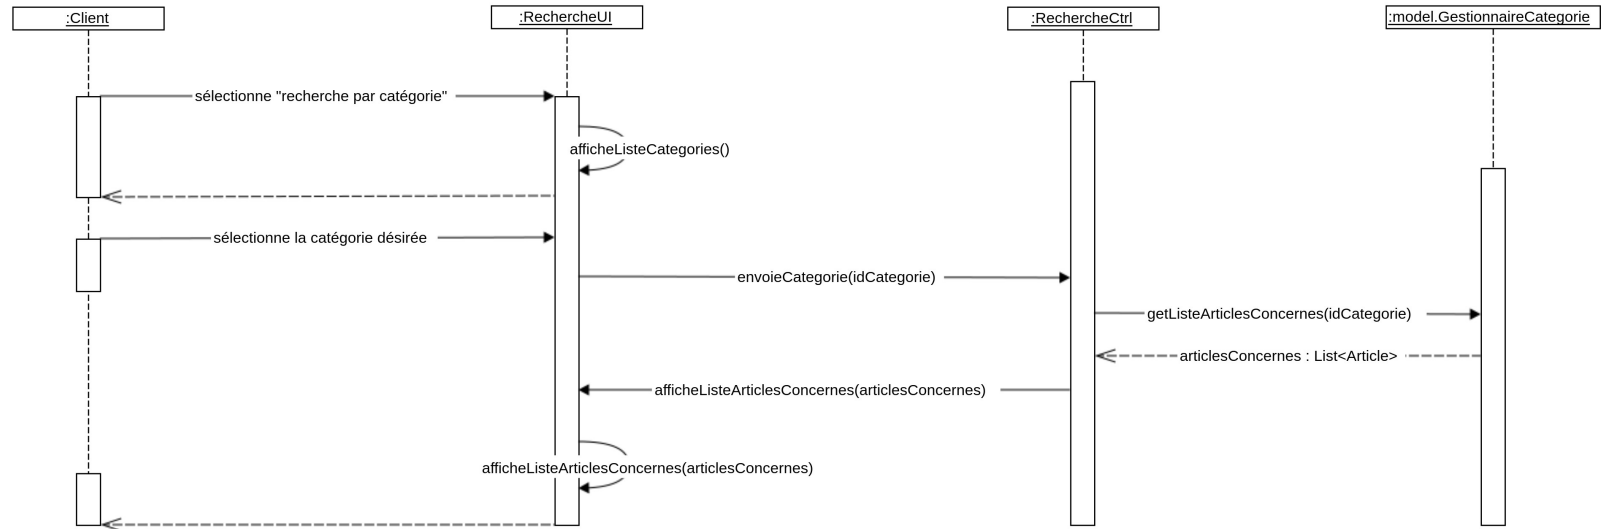 :Client
:RechercheUI
:RechercheCtrl
:model.GestionnaireCategorie
sélectionne "recherche par catégorie"
afficheListeCategories()
sélectionne la catégorie désirée
envoieCategorie(idCategorie)
getListeArticlesConcernes(idCategorie)
articlesConcernes : List<Article>
afficheListeArticlesConcernes(articlesConcernes)
afficheListeArticlesConcernes(articlesConcernes)